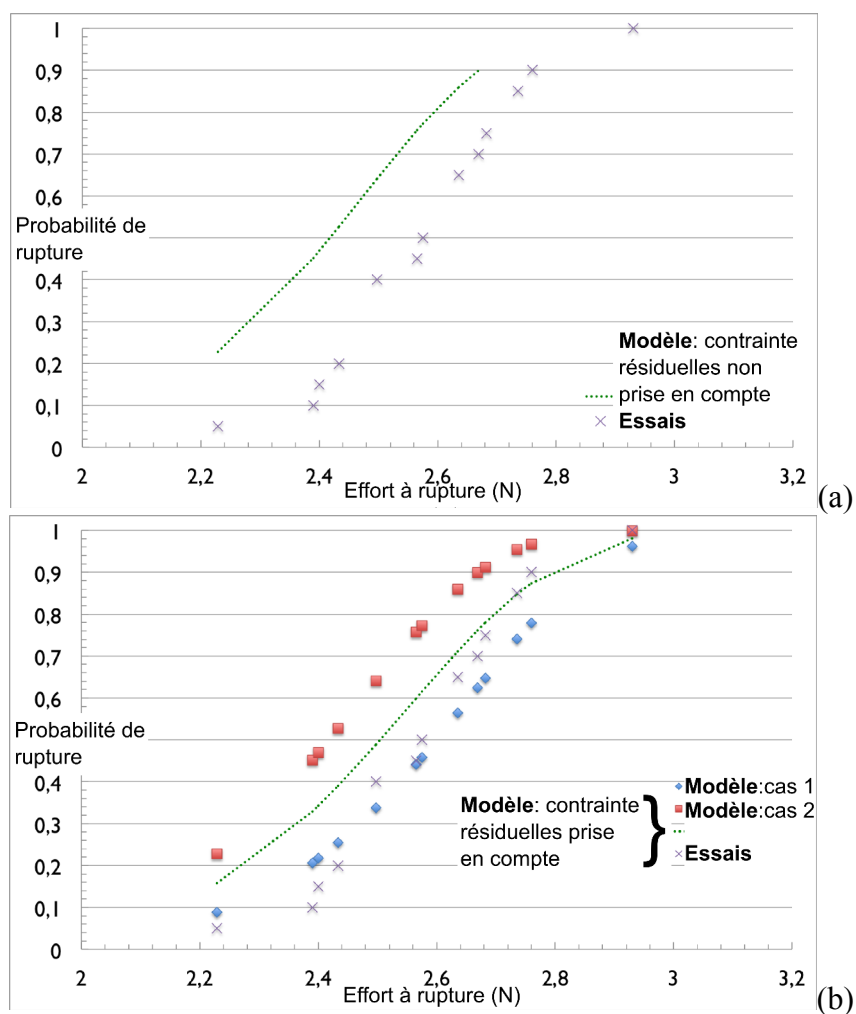 1
0,9
0,8
0,7
0,6
Probabilité de
rupture
0,4
0,3
0,2
0,1
0
Modèle: contrainte
résiduelles non
prise en compte
Essais
2
2,2
2,4
2,6
2,8
3
3,2
Effort à rupture (N)
(a)
1
0,9
0,8
0,7
0,6
Probabilité de
rupture
0,4
0,3
0,2
0,1
0
Modèle: contrainte
résiduelles prise
en compte
}
Modèle:cas 1
Modèle:cas 2
Essais
2
2,2
2,4
2,6
2,8
3
3,2
Effort à rupture (N)
(b)